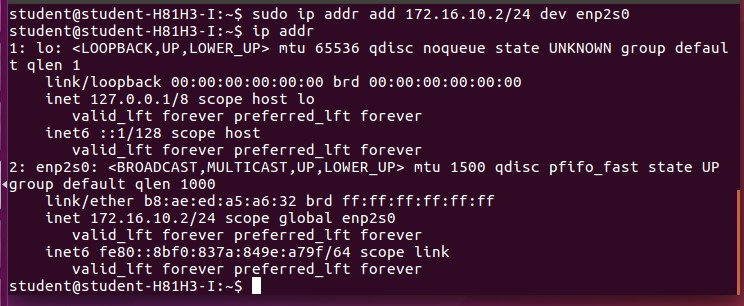 student@student-H81H3-I:~$ sudo ip addr add 172.16.10.2/24 dev enp2s0
student@student-H81H3-I:~$ ip addr
1: lo: <LOOPBACK,UP,LOWER_UP> mtu 65536 qdisc noqueue state UNKNOWN group defaul
t qlen 1
    link/loopback 00:00:00:00:00:00 brd 00:00:00:00:00:00
    inet 127.0.0.1/8 scope host lo
       valid_lft forever preferred_lft forever
    inet6 ::1/128 scope host
       valid_lft forever preferred_lft forever
2: enp2s0: <BROADCAST,MULTICAST,UP,LOWER_UP> mtu 1500 qdisc pfifo_fast state UP
group default qlen 1000
    link/ether b8:ae:ed:a5:a6:32 brd ff:ff:ff:ff:ff:ff
    inet 172.16.10.2/24 scope global enp2s0
       valid_lft forever preferred_lft forever
    inet6 fe80::8bf0:837a:849e:a79f/64 scope link
       valid_lft forever preferred_lft forever
student@student-H81H3-I:~$